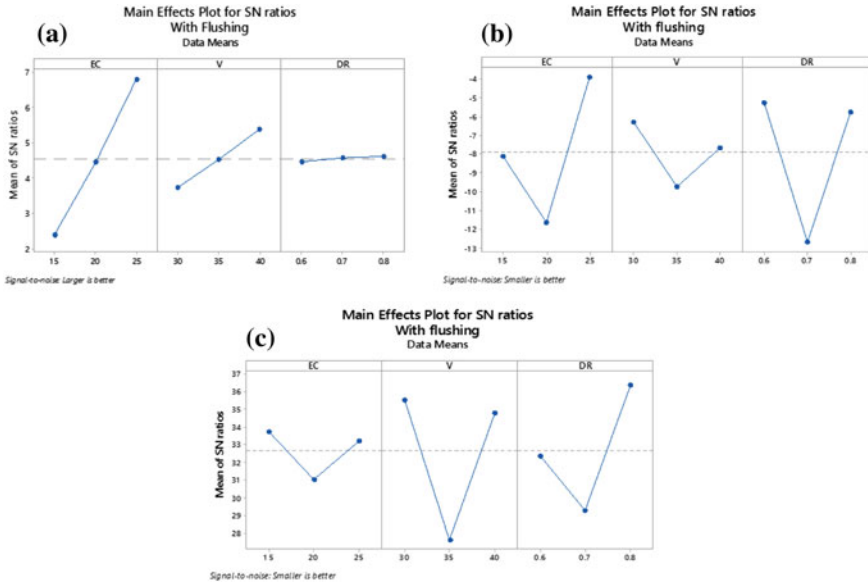 (a)
Main Effects Plot for SN ratios
With Flushing
Data Means
EC V DR
Mean of SN ratios
7
6
5
4
3
2
15 20 25 30 35 40 0.6 0.7 0.8
Signal-to-noise: Larger is better
(b)
Main Effects Plot for SN ratios
With flushing
Data Means
EC V DR
Mean of SN ratios
-4
-5
-6
-7
-8
-9
-10
-11
-12
-13
15 20 25 30 35 40 0.6 0.7 0.8
Signal-to-noise: Smaller is better
(c)
Main Effects Plot for SN ratios
With flushing
Data Means
EC V DR
Mean of SN ratios
37
36
35
34
33
32
31
30
29
28
15 20 25 30 35 40 0.6 0.7 0.8
Signal-to-noise: Smaller is better